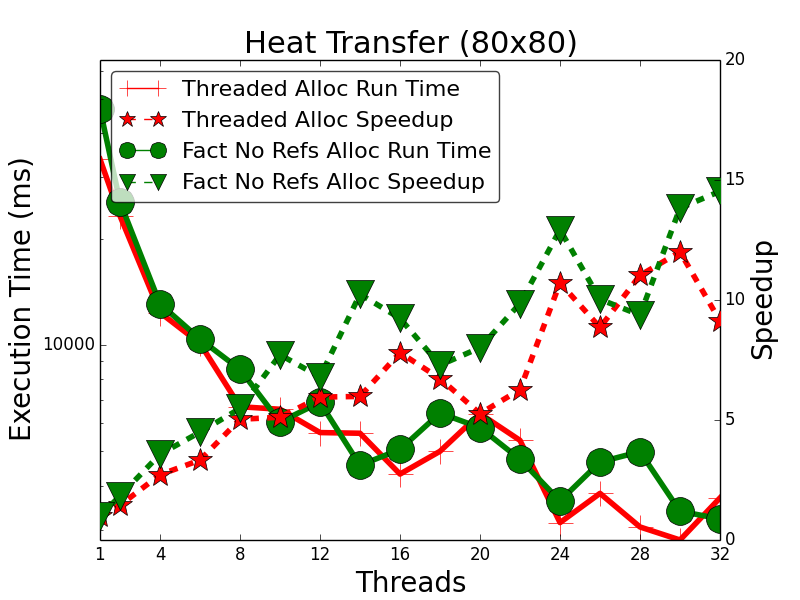 Heat Transfer (80x80)
Threaded Alloc Run Time
Threaded Alloc Speedup
Fact No Refs Alloc Run Time
Fact No Refs Alloc Speedup
Execution Time (ms)
10000
20
15
10
5
0
Speedup
1 4 8 12 16 20 24 28 32
Threads